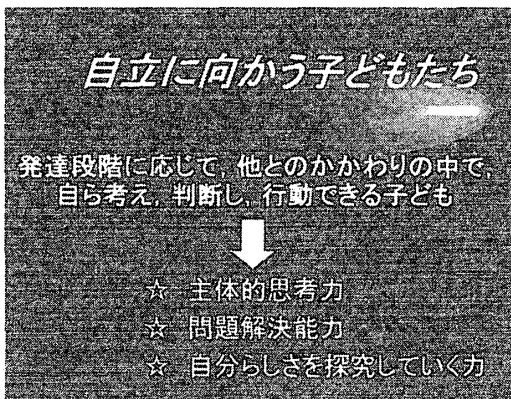 自立に向かう子どもたち
発達段階に応じて，他とのかかわりの中で，
自ら考え，判断し，行動できる子ども
☆ 主体的思考力
☆ 問題解決能力
☆ 自分らしさを探究していく力